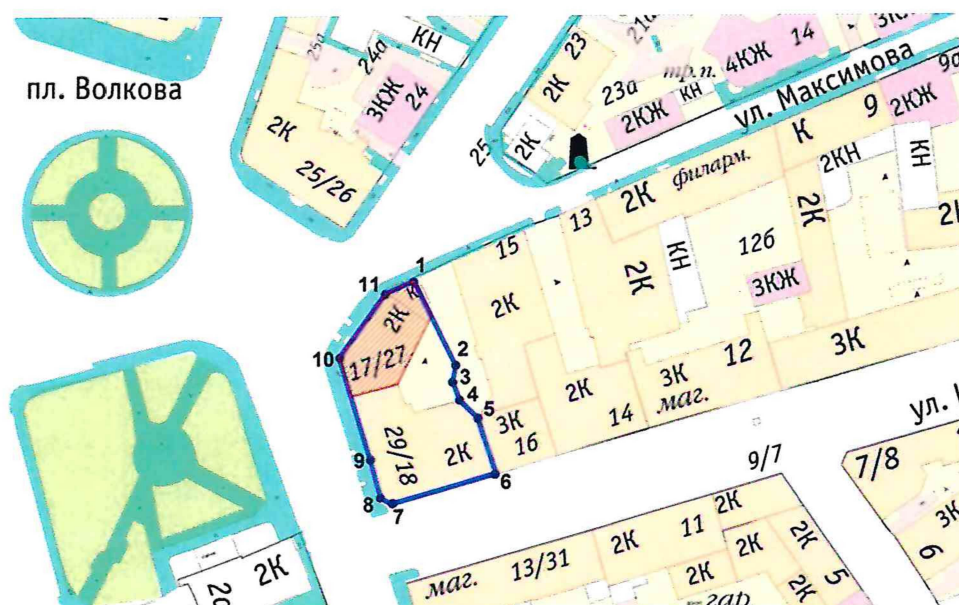 пл. Волкова
25а
24а
КН
3КЖ
24
2К
25/26
23
21а
2К
23а
тр.п.
КН
2КЖ
4КЖ
14
3КЖ
ул. Максимова
9а
2КЖ
25
2К
9
К
2КН
КН
филарм.
2К
13
2К
2К
12б
КН
3КЖ
2К
15
2К
1
11
К
2К
10
17/27
2
3
4
5
9
29/18
2К
8
7
6
3К
16
2К
14
3К
маг.
12
3К
ул.
9/7
7/8
3К
6
2К
2К
11
2К
2К
2К
5
2К
13/31
маг.
гар
2К